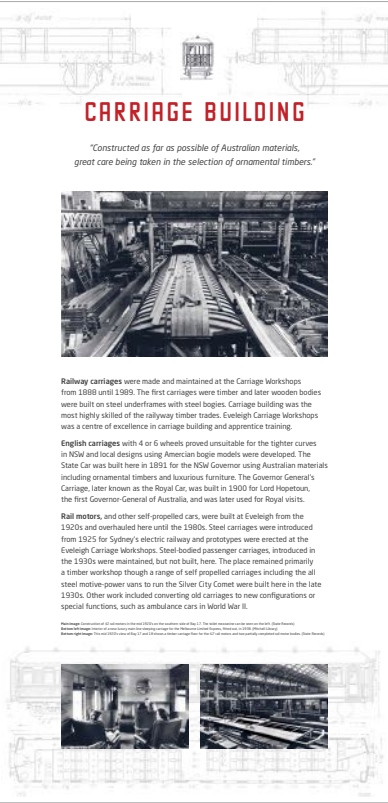 CARRIAGE BUILDING
"Constructed as far as possible of Australian materials,
great care being taken in the selection of ornamental timbers."
Railway carriages were made and maintained at the Carriage Workshops
from 1888 until 1989. The first carriages were timber and later wooden bodies
were built on steel underframes with steel bogies. Carriage building was the
most highly skilled of the railyway timber trades. Eveleigh Carriage Workshops
was a centre of excellence in carriage building and apprentice training.
English carriages with 4 or 6 wheels proved unsuitable for the tighter curves
in NSW and local designs using Amercian bogie models were developed. The
State Car was built here in 1891 for the NSW Governor using Australian materials
including ornamental timbers and luxurious furniture. The Governor General's
Carriage, later known as the Royal Car, was built in 1900 for Lord Hopetoun,
the first Governor-General of Australia, and was later used for Royal visits.
Rail motors, and other self-propelled cars, were built at Eveleigh from the
1920s and overhauled here until the 1980s. Steel carriages were introduced
from 1925 for Sydney's electric railway and prototypes were erected at the
Eveleigh Carriage Workshops. Steel-bodied passenger carriages, introduced in
the 1930s were maintained, but not built, here. The place remained primarily
a timber workshop though a range of self propelled carriages including the all
steel motive-power vans to run the Silver City Comet were built here in the late
1930s. Other work included converting old carriages to new configurations or
special functions, such as ambulance cars in World War II.